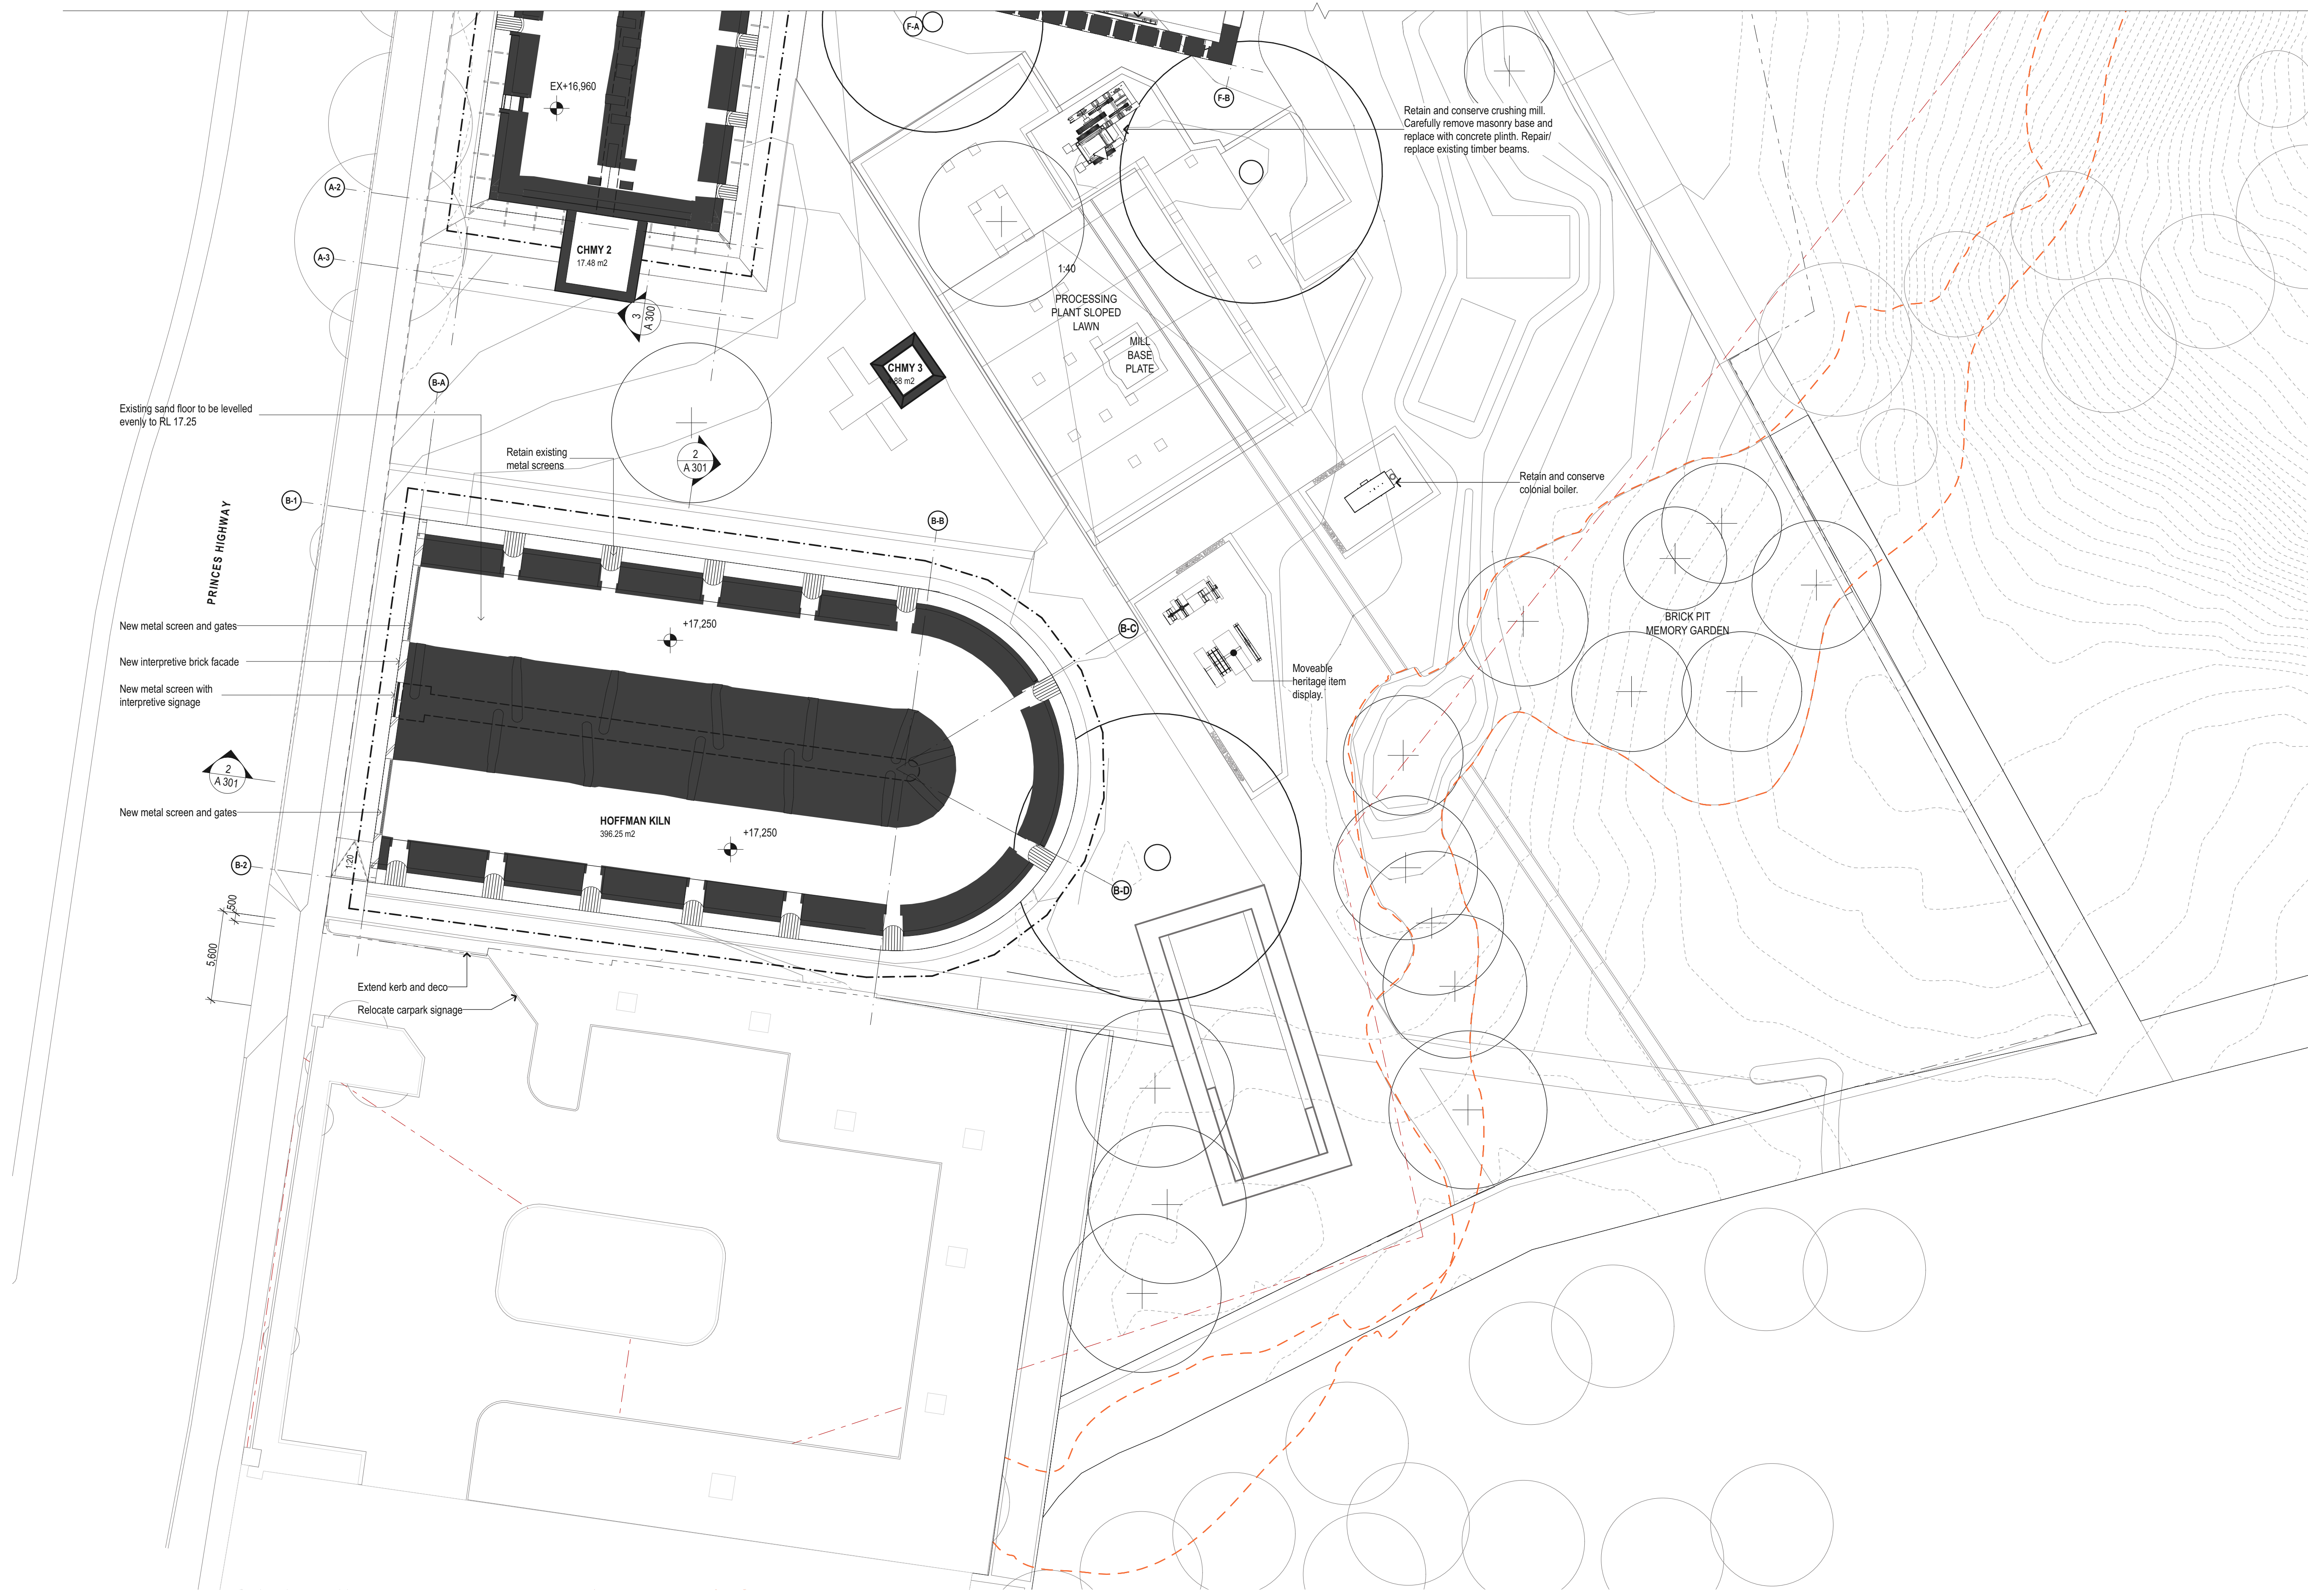 F-A
EX+16,960
F-B
Retain and conserve crushing mill.
Carefully remove masonry base and
replace with concrete plinth. Repair/
replace existing timber beams.
A-2
A-3
CHMY 2
17.48 m2
3
A 300
1:40
PROCESSING
PLANT SLOPED
LAWN
MILL
BASE
PLATE
CHMY 3
88 m2
B-A
Existing sand floor to be levelled
evenly to RL 17.25
Retain existing
metal screens
2
A 301
Retain and conserve
colonial boiler.
B-1
B-B
PRINCES HIGHWAY
New metal screen and gates
+17,250
B-C
BRICK PIT
MEMORY GARDEN
New interpretive brick facade
New metal screen with
interpretive signage
Moveable
heritage item
display.
2
A 301
New metal screen and gates
HOFFMAN KILN
396.25 m2
+17,250
1:20
B-2
B-D
500
5,600
Extend kerb and deco
Relocate carpark signage